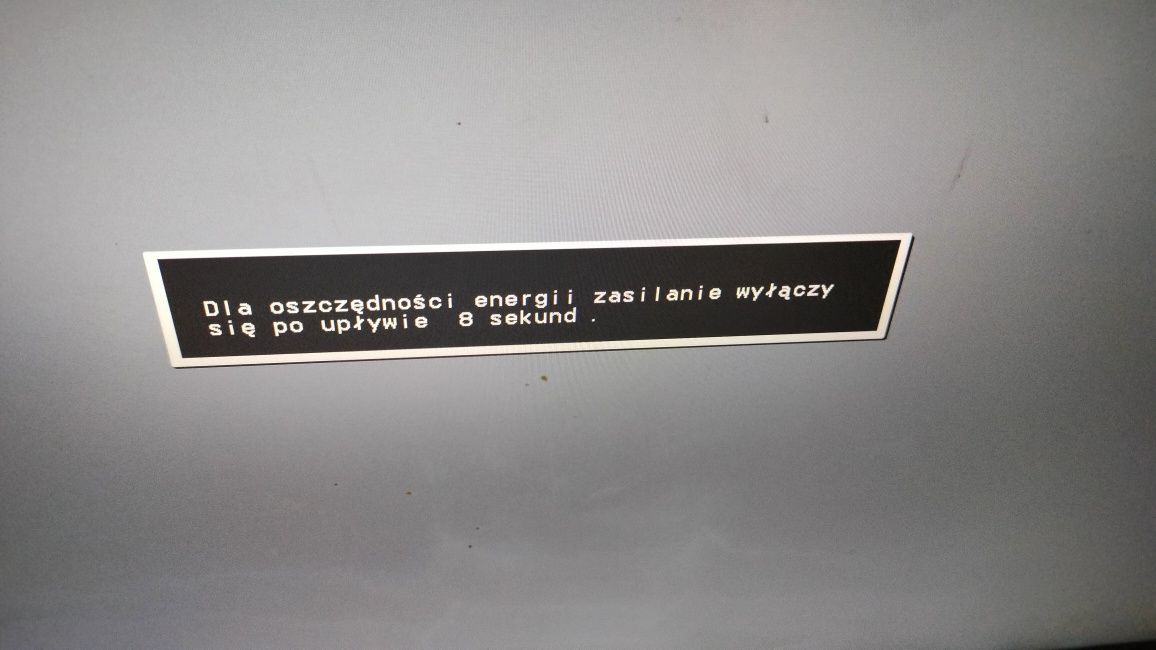 Dla oszczędności energii zasilanie wyłączy
się po upływie 8 sekund .